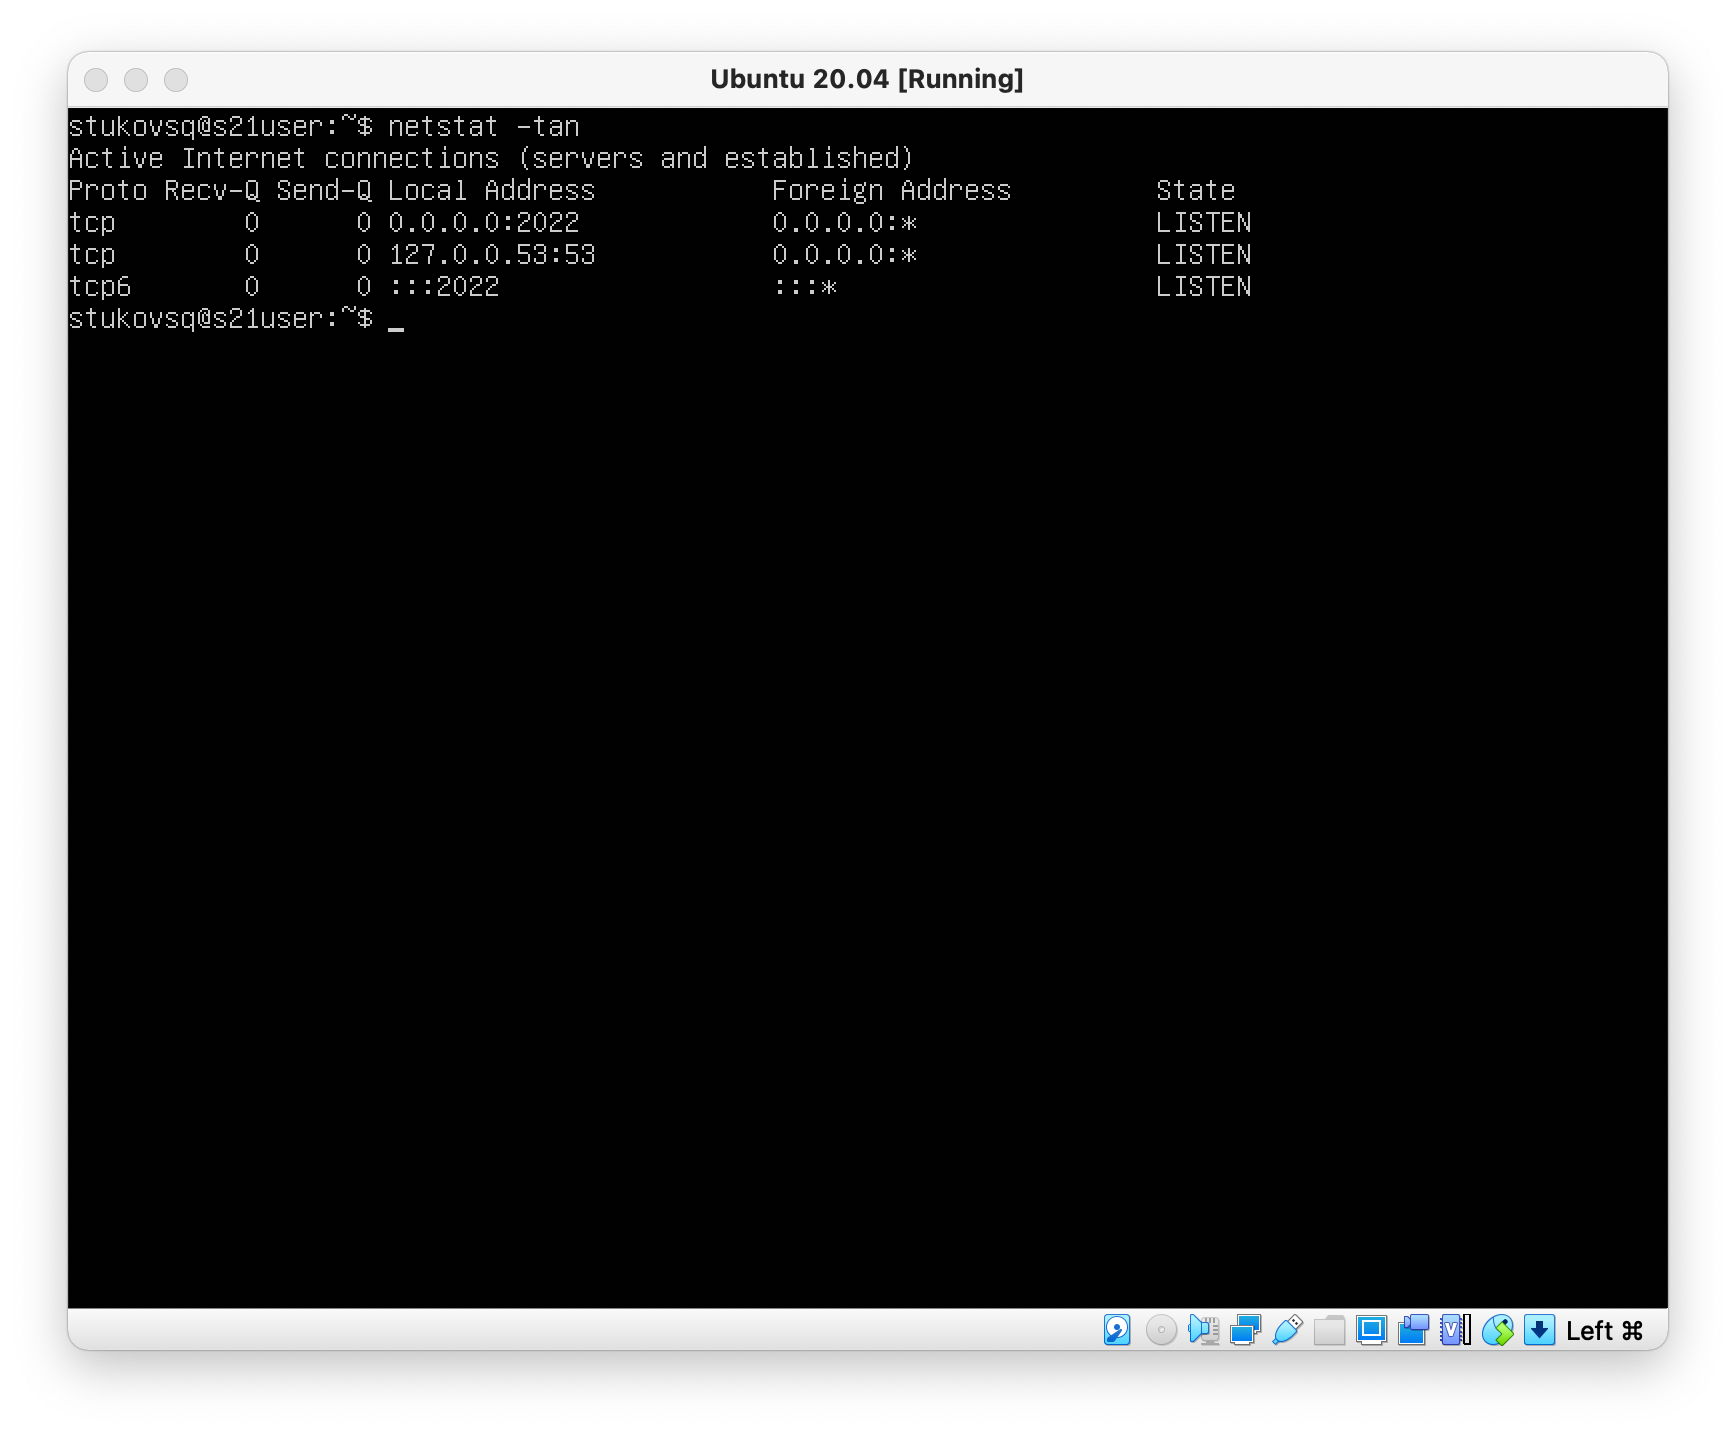 Ubuntu 20.04 [Running]
stukovsq@s21user:~$ netstat -tan
Active Internet connections (servers and established)
Proto Recv-Q Send-Q Local Address           Foreign Address         State
tcp        0      0 0.0.0.0:2022            0.0.0.0:*               LISTEN
tcp        0      0 127.0.0.53:53           0.0.0.0:*               LISTEN
tcp6       0      0 :::2022                 :::*                    LISTEN
stukovsq@s21user:~$ _
Left ⌘